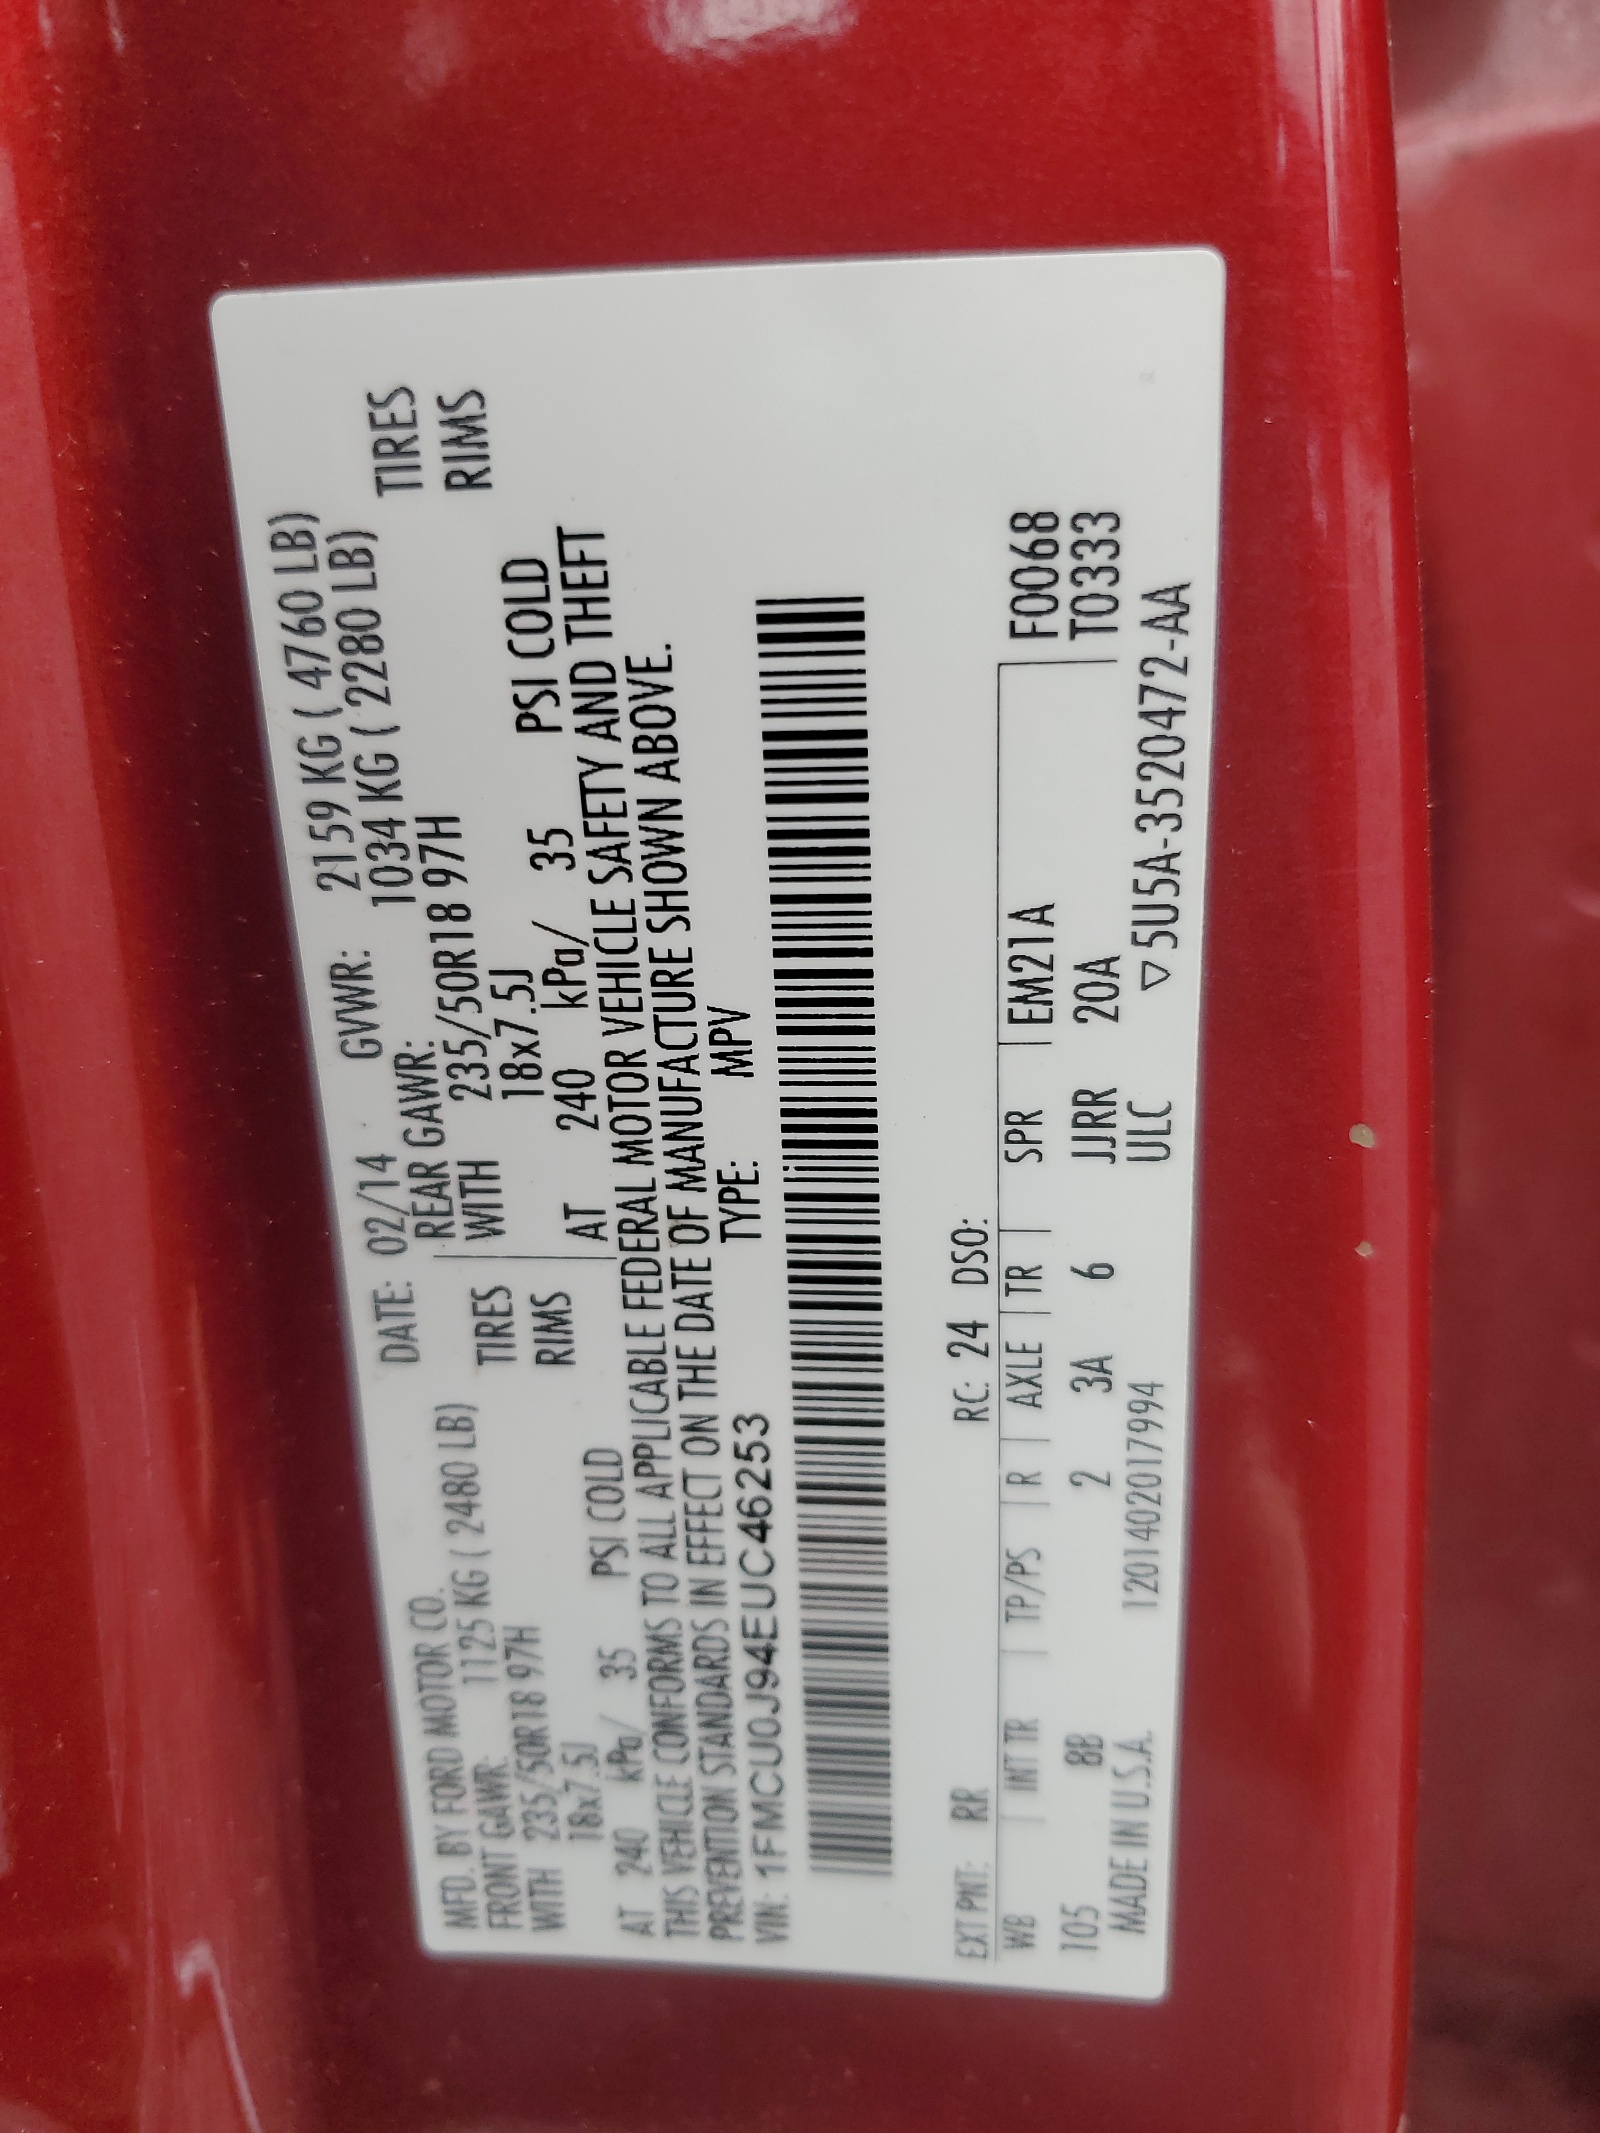 MFD. BY FORD MOTOR CO.
DATE: 02/14 GVWR: 2159 KG ( 4760 LB)
FRONT GAWR: 1125 KG ( 2480 LB) REAR GAWR: 1034 KG ( 2280 LB)
WITH 235/50R18 97H TIRES WITH 235/50R18 97H TIRES
18x7.5J RIMS 18x7.5J RIMS
AT 240 kPa/ 35 PSI COLD AT 240 kPa/ 35 PSI COLD
THIS VEHICLE CONFORMS TO ALL APPLICABLE FEDERAL MOTOR VEHICLE SAFETY AND THEFT
PREVENTION STANDARDS IN EFFECT ON THE DATE OF MANUFACTURE SHOWN ABOVE.
VIN: 1FMCU0J94EUC46253 TYPE: MPV
EXT PNT: RR RC: 24 DSO:
WB INT TR TP/PS R AXLE TR SPR EM21A F0068
105 8B 2 3A 6 JJRR 20A T0333
MADE IN U.S.A. 120140201​7994 ULC ▽5U5A-3520472-AA